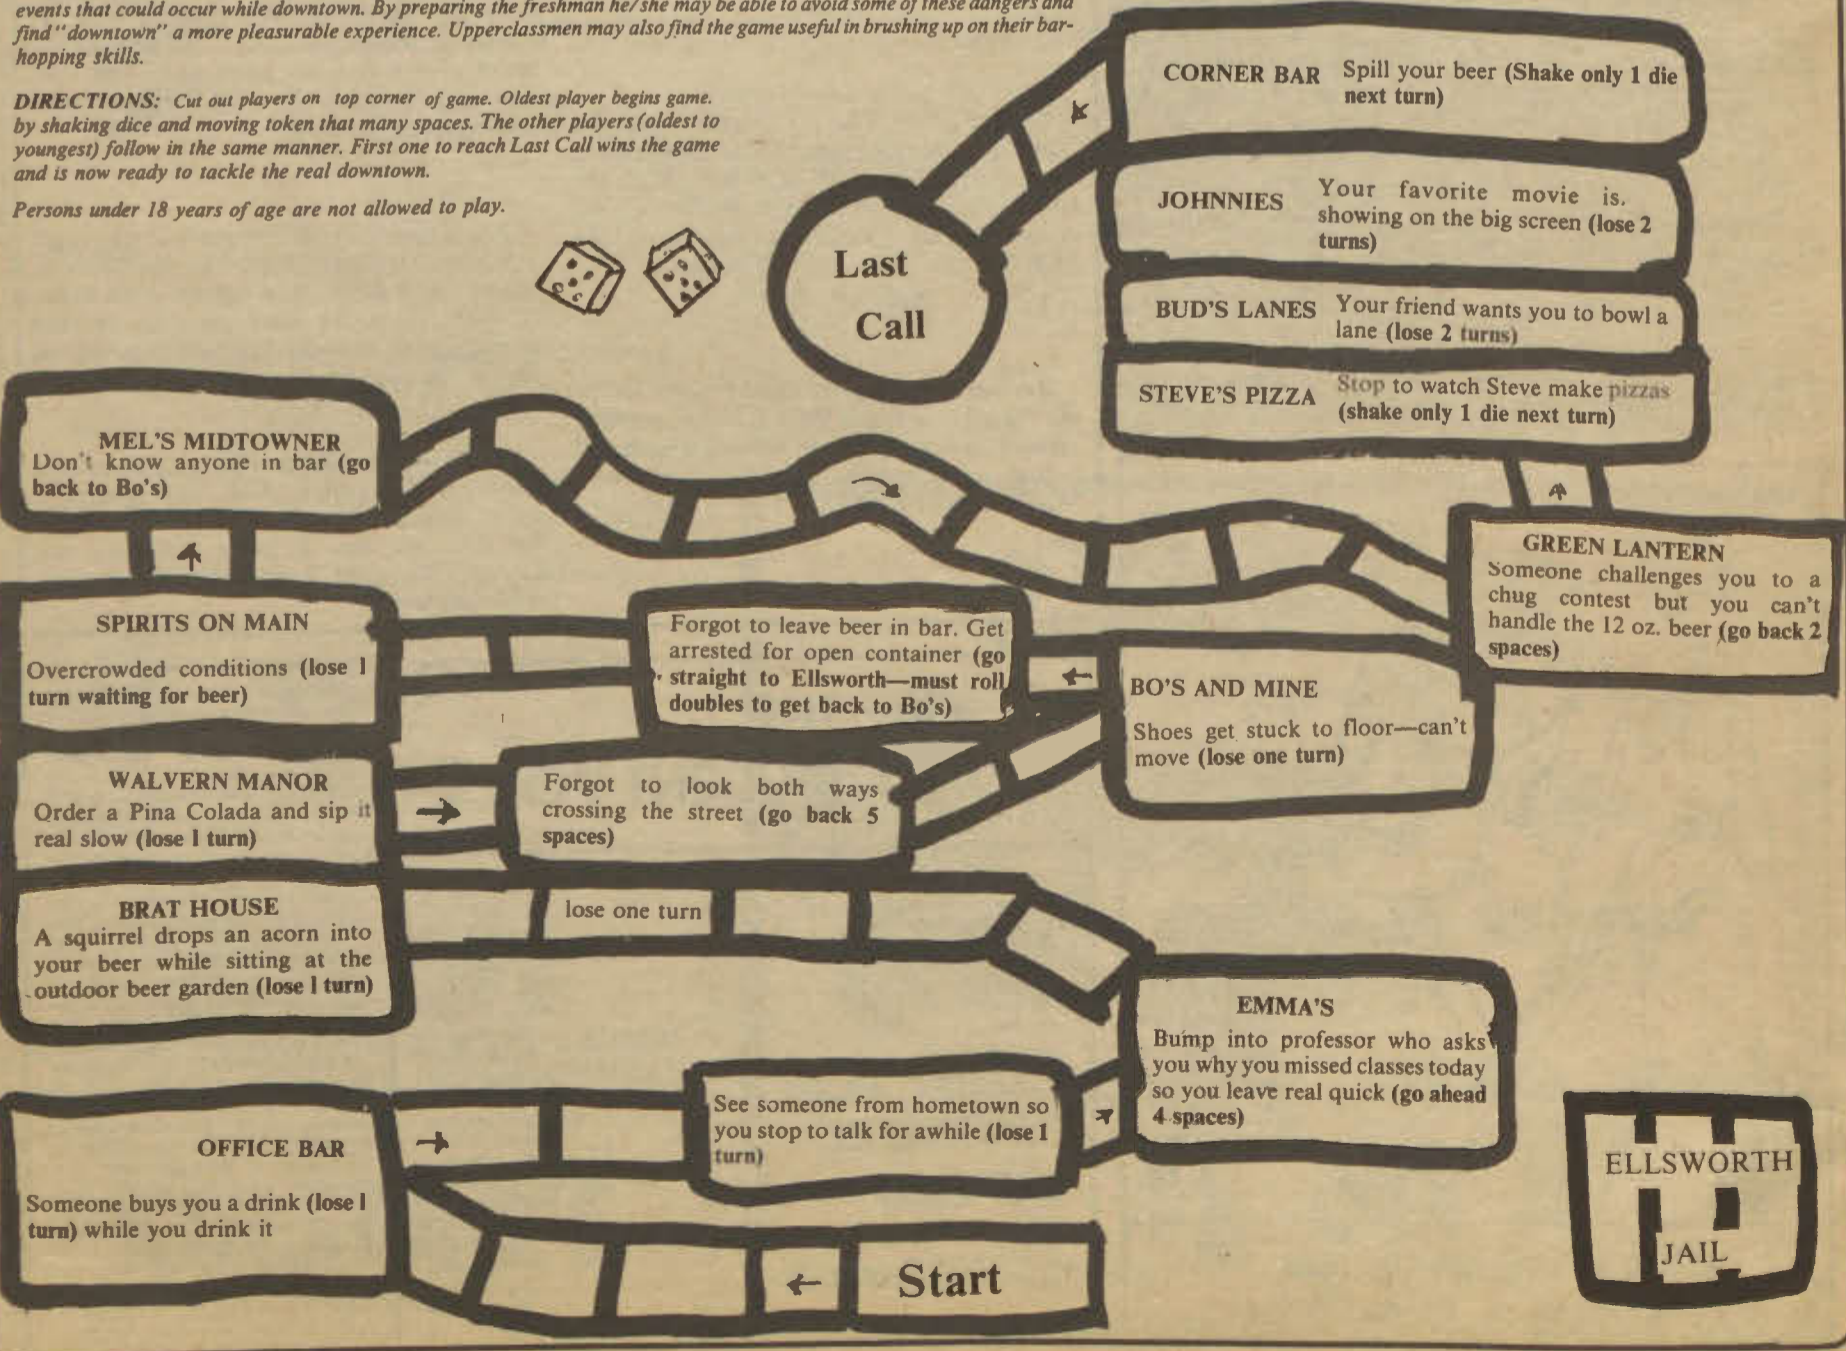 events that could occur while downtown. By preparing the freshman he/she may be able to avoid some of these dangers and
find "downtown" a more pleasurable experience. Upperclassmen may also find the game useful in brushing up on their bar-
hopping skills.
DIRECTIONS: Cut out players on top corner of game. Oldest player begins game.
by shaking dice and moving token that many spaces. The other players (oldest to
youngest) follow in the same manner. First one to reach Last Call wins the game
and is now ready to tackle the real downtown.
Persons under 18 years of age are not allowed to play.
CORNER BAR Spill your beer (Shake only 1 die
next turn)
JOHNNIES Your favorite movie is.
showing on the big screen (lose 2
turns)
BUD'S LANES Your friend wants you to bowl a
lane (lose 2 turns)
STEVE'S PIZZA Stop to watch Steve make pizzas
(shake only 1 die next turn)
Last
Call
MEL'S MIDTOWNER
Don't know anyone in bar (go
back to Bo's)
GREEN LANTERN
Someone challenges you to a
chug contest but you can't
handle the 12 oz. beer (go back 2
spaces)
SPIRITS ON MAIN
Overcrowded conditions (lose 1
turn waiting for beer)
Forgot to leave beer in bar. Get
arrested for open container (go
straight to Ellsworth—must roll
doubles to get back to Bo's)
BO'S AND MINE
Shoes get stuck to floor—can't
move (lose one turn)
WALVERN MANOR
Order a Pina Colada and sip it
real slow (lose 1 turn)
Forgot to look both ways
crossing the street (go back 5
spaces)
BRAT HOUSE
A squirrel drops an acorn into
your beer while sitting at the
outdoor beer garden (lose 1 turn)
lose one turn
EMMA'S
Bump into professor who asks
you why you missed classes today
so you leave real quick (go ahead
4 spaces)
OFFICE BAR
Someone buys you a drink (lose 1
turn) while you drink it
See someone from hometown so
you stop to talk for awhile (lose 1
turn)
Start
ELLSWORTH
JAIL